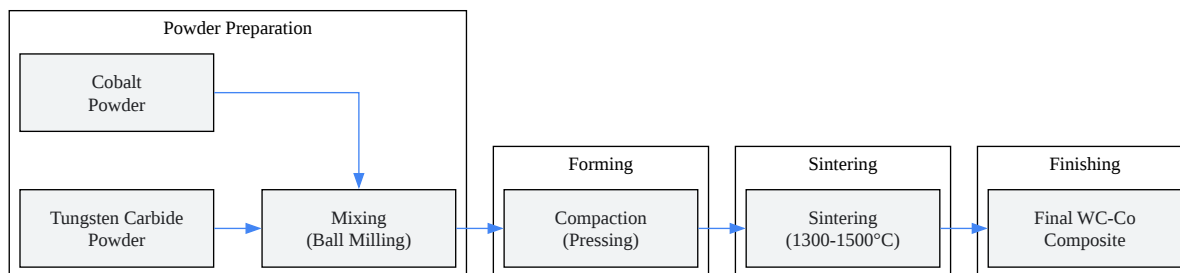 Powder Preparation
Cobalt
Powder
Tungsten Carbide
Powder
Mixing
(Ball Milling)
Forming
Compaction
(Pressing)
Sintering
Sintering
(1300-1500°C)
Finishing
Final WC-Co
Composite